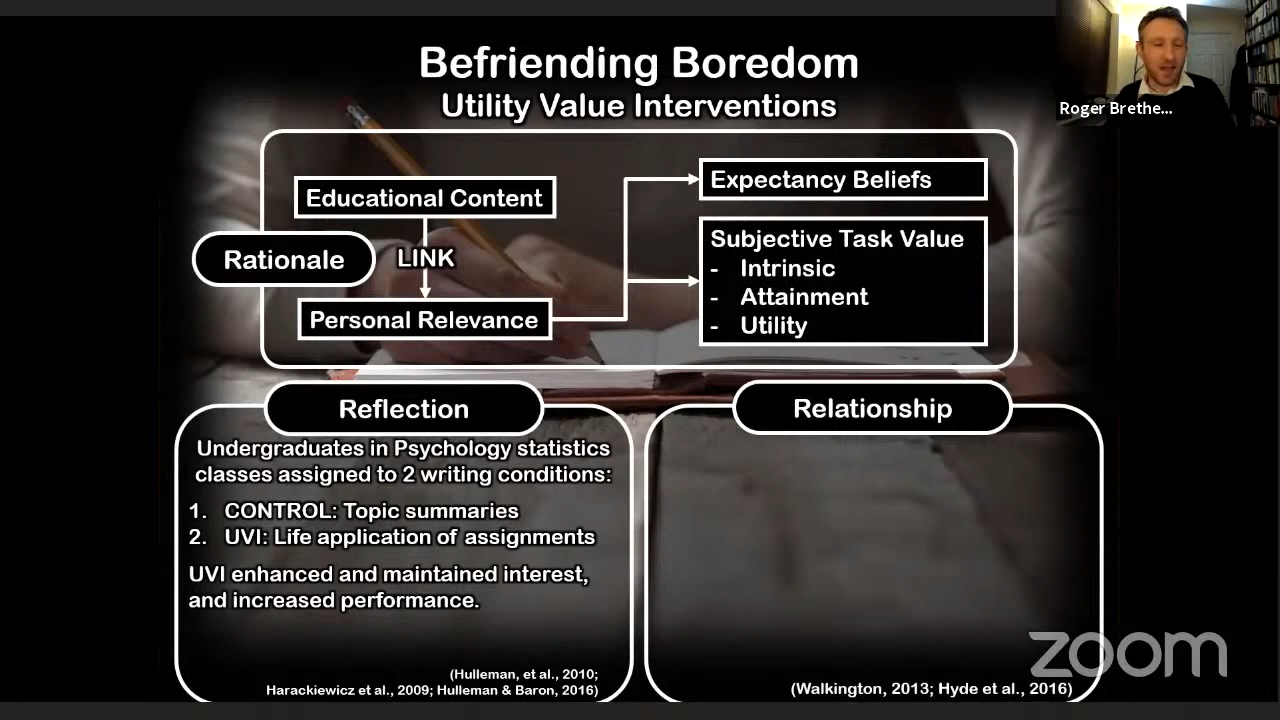 Befriending Boredom
Utility Value Interventions
Educational Content
Rationale
LINK
Personal Relevance
Expectancy Beliefs
Subjective Task Value
- Intrinsic
- Attainment
- Utility
Reflection
Undergraduates in Psychology statistics
classes assigned to 2 writing conditions:
1. CONTROL: Topic summaries
2. UVI: Life application of assignments
UVI enhanced and maintained interest,
and increased performance.
(Hulleman, et al., 2010;
Harackiewicz et al., 2009; Hulleman & Baron, 2016)
Relationship
(Walkington, 2013; Hyde et al., 2016)
Roger Brethe...
zoom